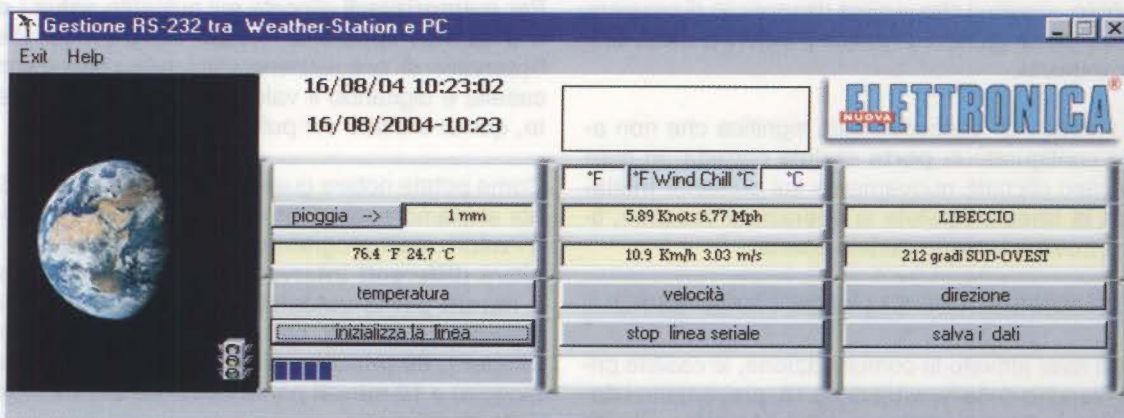 Gestione RS-232 tra Weather-Station e PC
Exit Help
16/08/04 10:23:02
16/08/2004-10:23
NUOVA ELETTRONICA®
°F °F Wind Chill °C °C
pioggia --> 1 mm
5.89 Knots 6.77 Mph
LIBECCIO
76.4 °F 24.7 °C
10.9 Km/h 3.03 m/s
212 gradi SUD-OVEST
temperatura
velocità
direzione
inizializza la linea
stop linea seriale
salva i dati